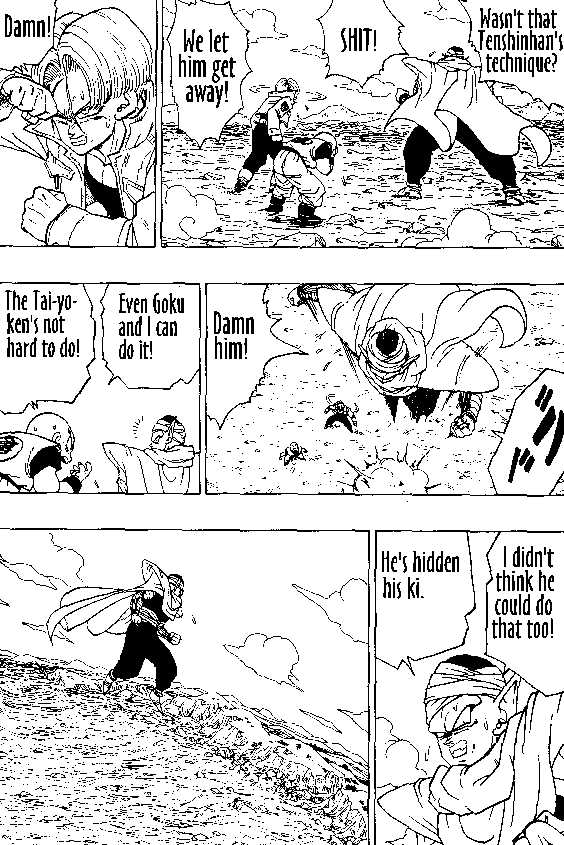 Wasn't that
Tenshinhan's
technique?
SHIT!
We let
him get
away!
Damn!
Damn
him!
Even Goku
and I can
do it!
The Tai-yo-
ken's not
hard to do!
I didn't
think he
could do
that too!
He's hidden
his ki.